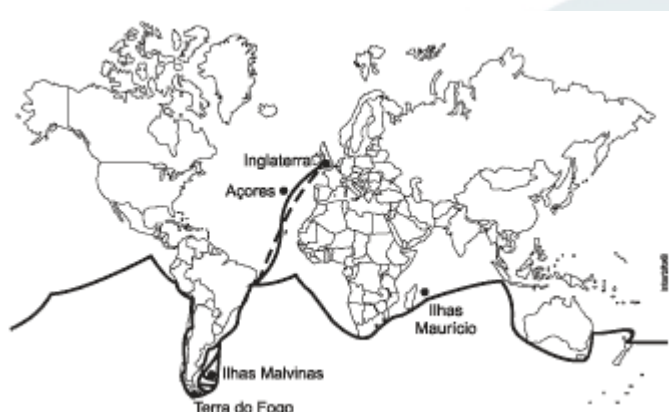 Inglaterra
Açores
Ilhas
Maurício
Ilhas Malvinas
Terra do Fogo